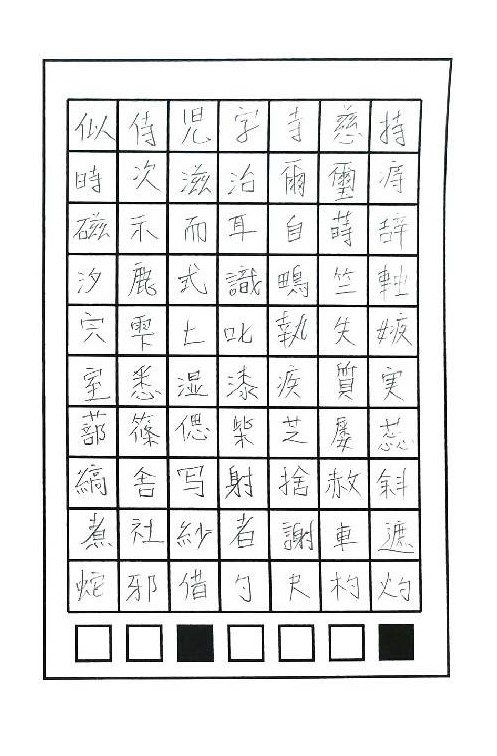 似侍児字寺慈持
時次滋治爾璽痔
磁示而耳自蒔辞
汐鹿式識鴫竺軸
宍雫七叱執失嫉
室悉湿漆疾質実
蔀篠偲柴芝屡蕊
縞舎写射捨赦斜
煮社紗者謝車遮
蛇邪借勺尺杓灼